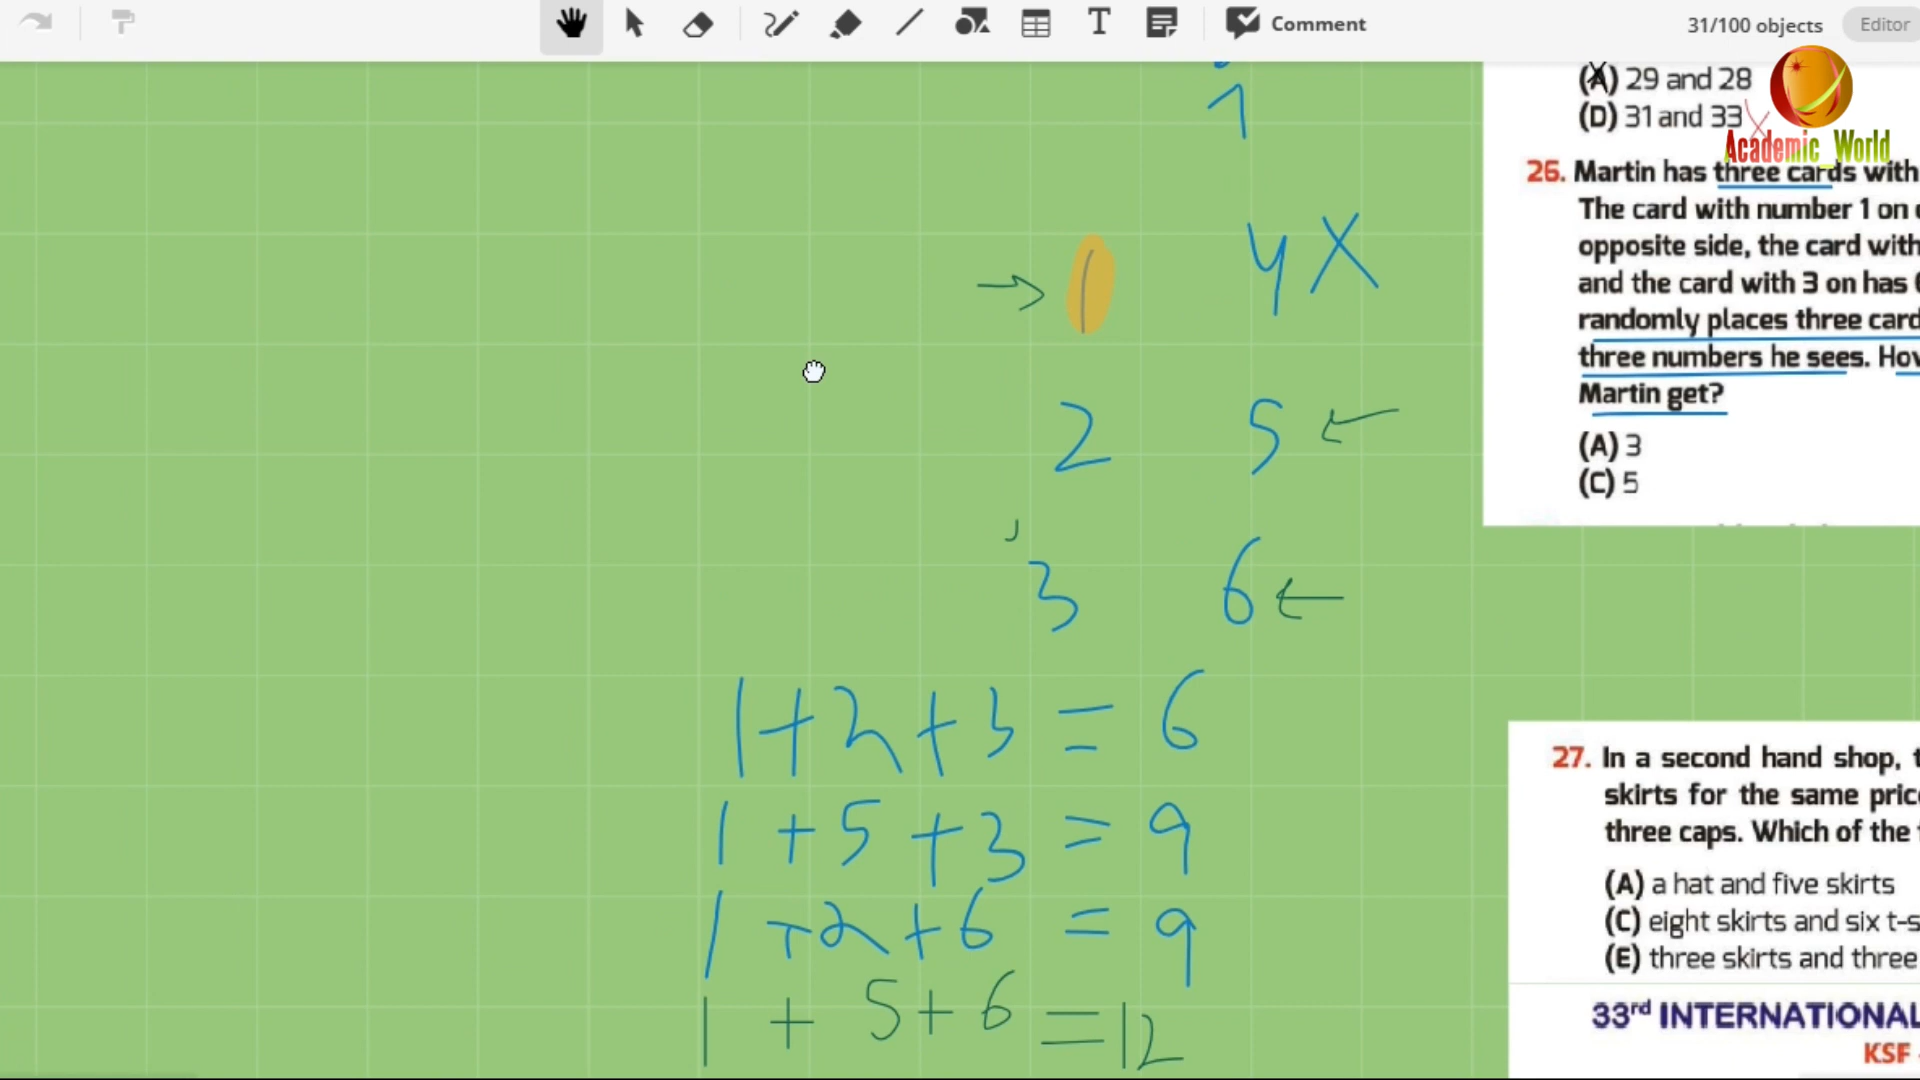 Comment
31/100 objects
Editor
1
(A) 29 and 28
(D) 31 and 33
Academic_World
26. Martin has three cards with
The card with number 1 on
opposite side, the card with
and the card with 3 on has
randomly places three card
three numbers he sees.
Martin get?
(A) 3
(C) 5
1 4 X
2 5
3 6
1+2+3=6
1+5+3=9
1+2+6=9
1+5+6=12
27. In a second hand shop,
skirts for the same price
three caps. Which of the
(A) a hat and five skirts
(C) eight skirts and six t-s
(E) three skirts and three
33rd INTERNATIONAL
KSF